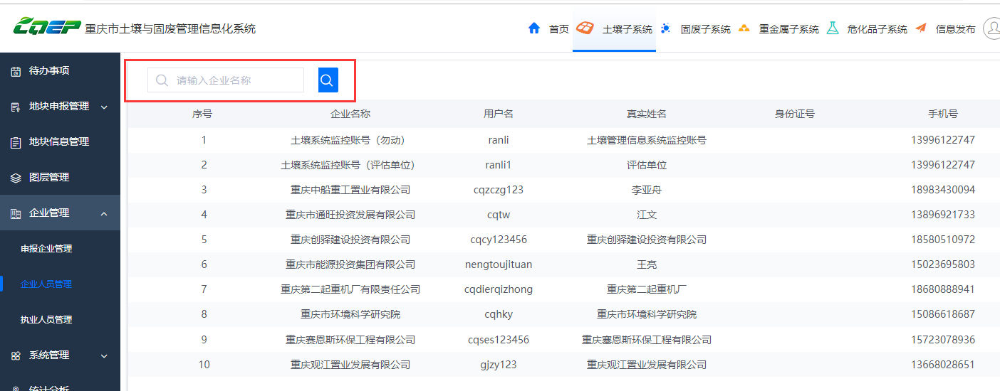 CQEP 重庆市土壤与固废管理信息化系统 首页 土壤子系统 固废子系统 重金属子系统 危化品子系统 信息发布
待办事项
地块申报管理
地块信息管理
图层管理
企业管理
申报企业管理
企业人员管理
执业人员管理
系统管理
统计分析
请输入企业名称
序号 企业名称 用户名 真实姓名 身份证号 手机号
1 土壤系统监控账号（勿动） ranli 土壤管理信息系统监控账号 13996122747
2 土壤系统监控账号（评估单位） ranli1 评估单位 13996122747
3 重庆中船重工置业有限公司 cqzczg123 李亚舟 18983430094
4 重庆市通旺投资发展有限公司 cqtw 江文 13896921733
5 重庆创驿建设投资有限公司 cqcy123456 重庆创驿建设投资有限公司 18580510972
6 重庆市能源投资集团有限公司 nengtoujituan 王亮 15023695803
7 重庆第二起重机厂有限责任公司 cqdierqizhong 重庆第二起重机厂 18680888941
8 重庆市环境科学研究院 cqhky 重庆市环境科学研究院 15086618687
9 重庆赛恩斯环保工程有限公司 cqses123456 重庆塞恩斯环保工程有限公司 15723078936
10 重庆观江置业发展有限公司 gjzy123 重庆观江置业发展有限公司 13668028651